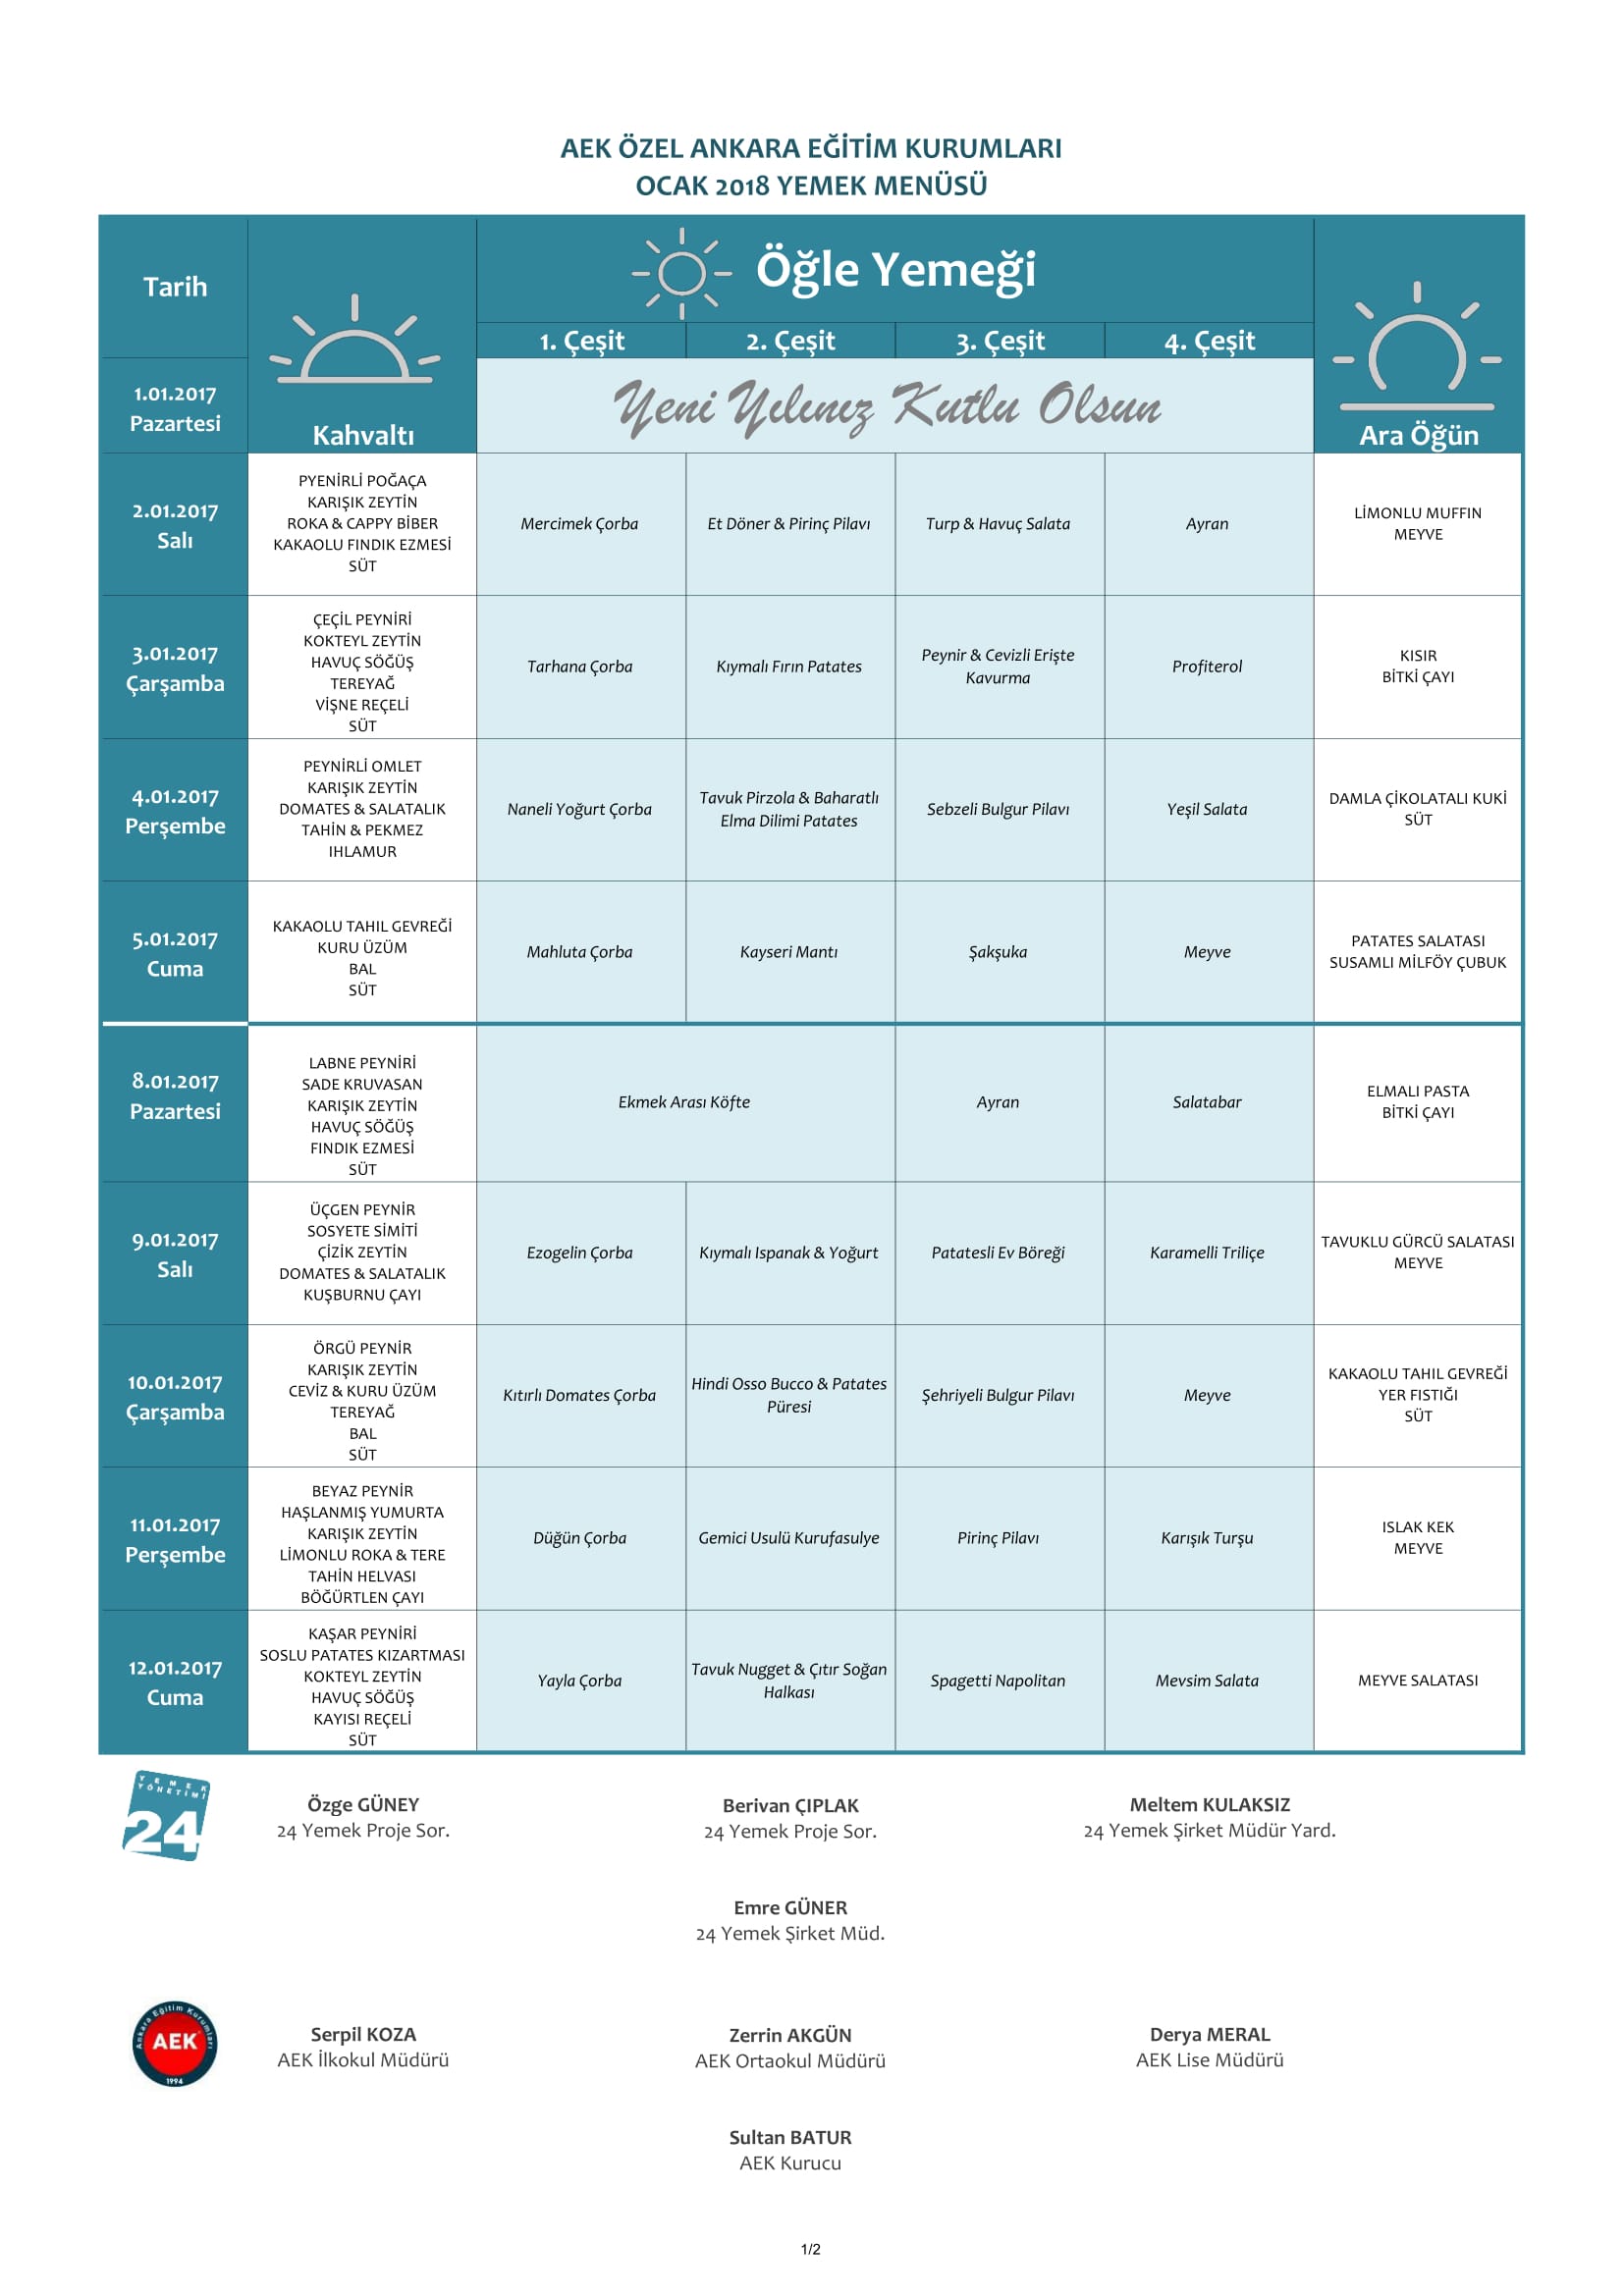 AEK ÖZEL ANKARA EĞİTİM KURUMLARI
OCAK 2018 YEMEK MENÜSÜ
Tarih
Kahvaltı
Öğle Yemeği
1. Çeşit
2. Çeşit
3. Çeşit
4. Çeşit
Ara Öğün
1.01.2017
Pazartesi
Yeni Yılınız Kutlu Olsun
2.01.2017
Salı
PYENİRLİ POĞAÇA
KARIŞIK ZEYTİN
ROKA & CAPPY BİBER
KAKAOLU FINDIK EZMESİ
SÜT
Mercimek Çorba
Et Döner & Pirinç Pilavı
Turp & Havuç Salata
Ayran
LİMONLU MUFFIN
MEYVE
3.01.2017
Çarşamba
ÇEÇİL PEYNİRİ
KOKTEYL ZEYTİN
HAVUÇ SÖĞÜŞ
TEREYAĞ
VİŞNE REÇELİ
SÜT
Tarhana Çorba
Kıymalı Fırın Patates
Peynir & Cevizli Erişte
Kavurma
Profiterol
KISIR
BİTKİ ÇAYI
4.01.2017
Perşembe
PEYNİRLİ OMLET
KARIŞIK ZEYTİN
DOMATES & SALATALIK
TAHİN & PEKMEZ
IHLAMUR
Naneli Yoğurt Çorba
Tavuk Pirzola & Baharatlı
Elma Dilimi Patates
Sebzeli Bulgur Pilavı
Yeşil Salata
DAMLA ÇİKOLATALI KUKİ
SÜT
5.01.2017
Cuma
KAKAOLU TAHIL GEVREĞİ
KURU ÜZÜM
BAL
SÜT
Mahluta Çorba
Kayseri Mantı
Şakşuka
Meyve
PATATES SALATASI
SUSAMLI MİLFÖY ÇUBUK
8.01.2017
Pazartesi
LABNE PEYNİRİ
SADE KRUVASAN
KARIŞIK ZEYTİN
HAVUÇ SÖĞÜŞ
FINDIK EZMESİ
SÜT
Ekmek Arası Köfte
Ayran
Salatabar
ELMALI PASTA
BİTKİ ÇAYI
9.01.2017
Salı
ÜÇGEN PEYNİR
SOSYETE SİMİTİ
ÇİZİK ZEYTİN
DOMATES & SALATALIK
KUŞBURNU ÇAYI
Ezogelin Çorba
Kıymalı Ispanak & Yoğurt
Patatesli Ev Böreği
Karamelli Triliçe
TAVUKLU GÜRCÜ SALATASI
MEYVE
10.01.2017
Çarşamba
ÖRGÜ PEYNİR
KARIŞIK ZEYTİN
CEVİZ & KURU ÜZÜM
TEREYAĞ
BAL
SÜT
Kıtırlı Domates Çorba
Hindi Osso Bucco & Patates
Püresi
Şehriyeli Bulgur Pilavı
Meyve
KAKAOLU TAHIL GEVREĞİ
YER FISTIĞI
SÜT
11.01.2017
Perşembe
BEYAZ PEYNİR
HAŞLANMIŞ YUMURTA
KARIŞIK ZEYTİN
LİMONLU ROKA & TERE
TAHİN HELVASI
BÖĞÜRTLEN ÇAYI
Düğün Çorba
Gemici Usulü Kurufasulye
Pirinç Pilavı
Karışık Turşu
ISLAK KEK
MEYVE
12.01.2017
Cuma
KAŞAR PEYNİRİ
SOSLU PATATES KIZARTMASI
KOKTEYL ZEYTİN
HAVUÇ SÖĞÜŞ
KAYISI REÇELİ
SÜT
Yayla Çorba
Tavuk Nugget & Çıtır Soğan
Halkası
Spagetti Napolitan
Mevsim Salata
MEYVE SALATASI
YEMEK
YÖNETİMİ
24
Özge GÜNEY
24 Yemek Proje Sor.
Berivan ÇIPLAK
24 Yemek Proje Sor.
Meltem KULAKSIZ
24 Yemek Şirket Müdür Yard.
Emre GÜNER
24 Yemek Şirket Müd.
Ankara Eğitim Kurumları
AEK
1994
Serpil KOZA
AEK İlkokul Müdürü
Zerrin AKGÜN
AEK Ortaokul Müdürü
Derya MERAL
AEK Lise Müdürü
Sultan BATUR
AEK Kurucu
1/2